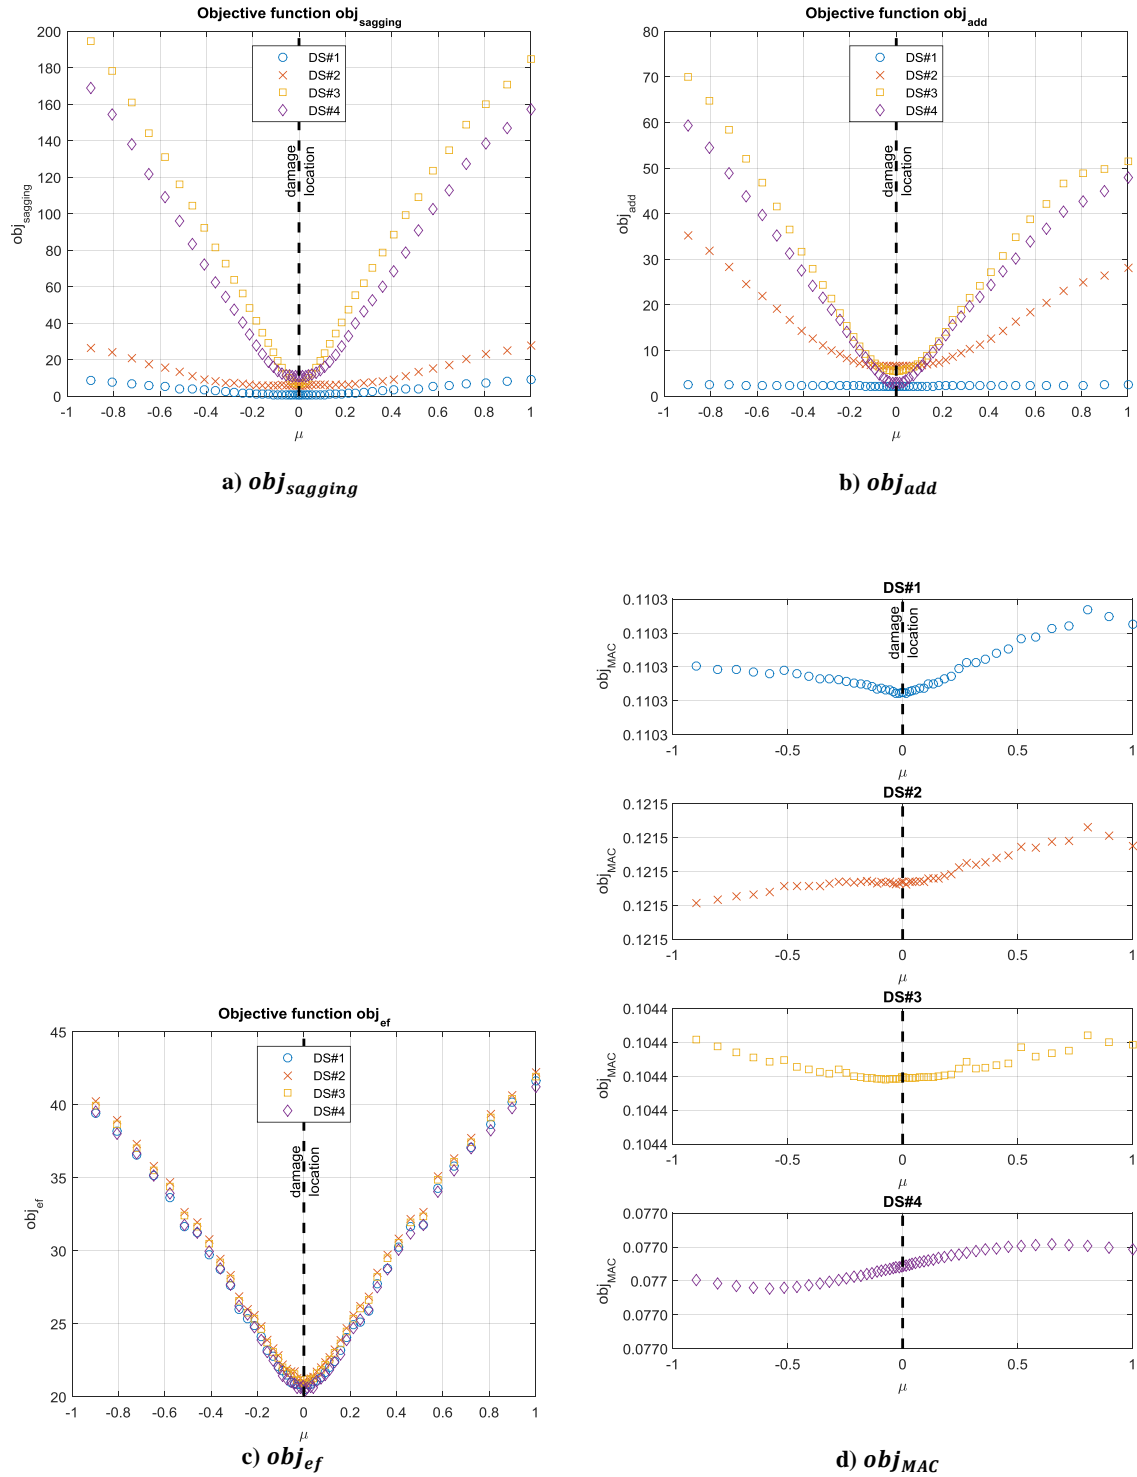 Objective function obj_sagging
200
180
160
140
120
100
80
60
40
20
0
obj_sagging
DS#1
DS#2
DS#3
DS#4
damage
location
-1 -0.8 -0.6 -0.4 -0.2 0 0.2 0.4 0.6 0.8 1
μ
a) obj_sagging
Objective function obj_add
80
70
60
50
40
30
20
10
0
obj_add
DS#1
DS#2
DS#3
DS#4
damage
location
-1 -0.8 -0.6 -0.4 -0.2 0 0.2 0.4 0.6 0.8 1
μ
b) obj_add
Objective function obj_ef
45
40
35
30
25
20
obj_ef
DS#1
DS#2
DS#3
DS#4
damage
location
-1 -0.8 -0.6 -0.4 -0.2 0 0.2 0.4 0.6 0.8 1
μ
c) obj_ef
DS#1
0.1103
0.1103
0.1103
0.1103
0.1103
obj_MAC
damage
location
-1 -0.5 0 0.5 1
μ
DS#2
0.1215
0.1215
0.1215
0.1215
0.1215
obj_MAC
-1 -0.5 0 0.5 1
μ
DS#3
0.1044
0.1044
0.1044
0.1044
0.1044
obj_MAC
-1 -0.5 0 0.5 1
μ
DS#4
0.0770
0.0770
0.077
0.0770
0.0770
obj_MAC
-1 -0.5 0 0.5 1
μ
d) obj_MAC